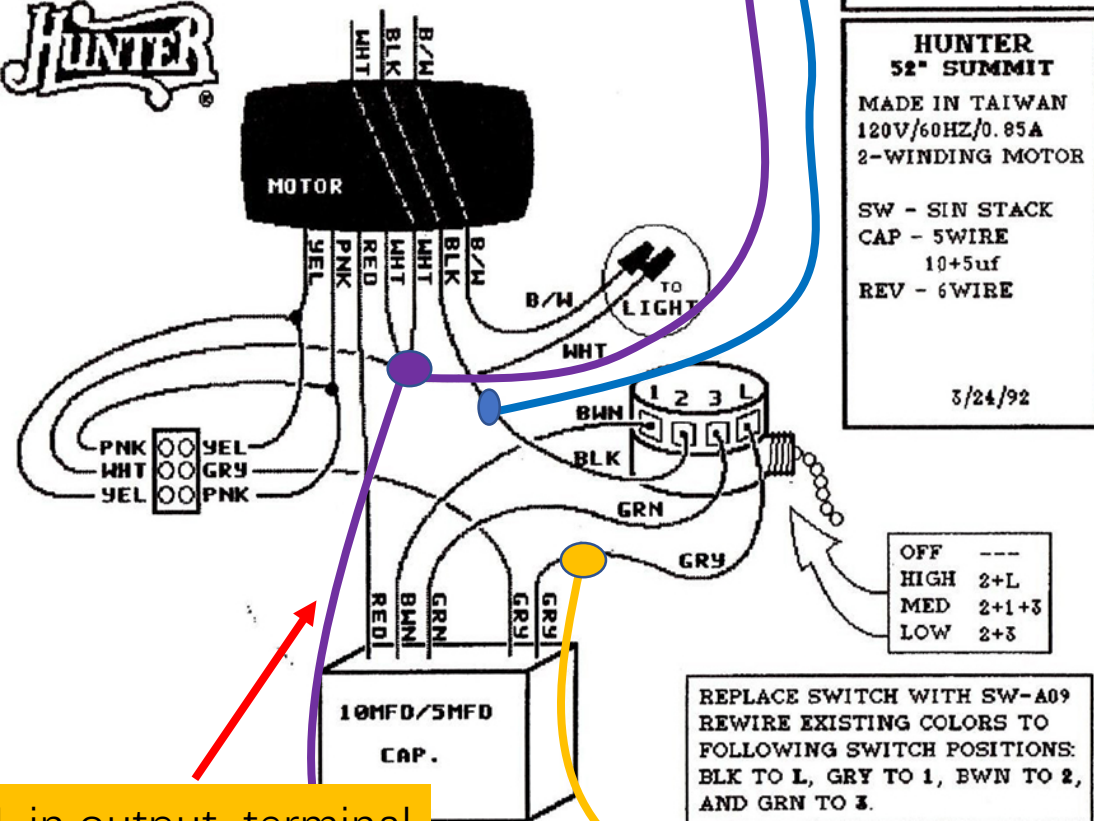 HUNTER
®
WHT
BLK
B/W
MOTOR
YEL
PNK
RED
WHT
WHT
BLK
B/W
B/W
TO
LIGHT
WHT
1 2 3 L
BWN
BLK
GRN
GRY
PNK YEL
WHT GRY
YEL PNK
RED
BWN
GRN
GRY
GRY
10MFD/5MFD
CAP.
in output terminal
HUNTER
52" SUMMIT
MADE IN TAIWAN
120V/60HZ/0.85A
2-WINDING MOTOR
SW - SIN STACK
CAP - 5WIRE
10+5uf
REV - 6WIRE
3/24/92
OFF ---
HIGH 2+L
MED 2+1+3
LOW 2+3
REPLACE SWITCH WITH SW-A09
REWIRE EXISTING COLORS TO
FOLLOWING SWITCH POSITIONS:
BLK TO L, GRY TO 1, BWN TO 2,
AND GRN TO 3.